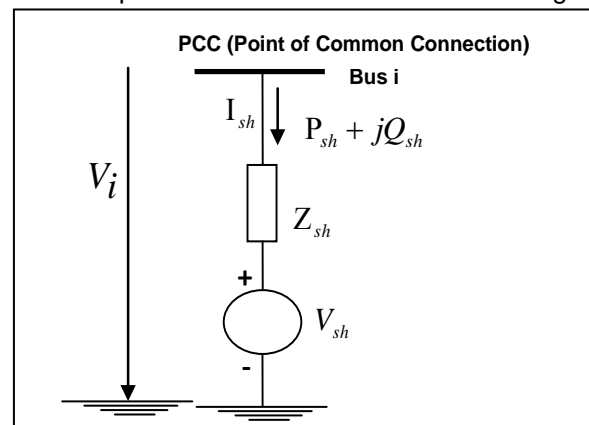 PCC (Point of Common Connection)
Bus i
I_sh
P_sh + jQ_sh
V_i
Z_sh
+
V_sh
-